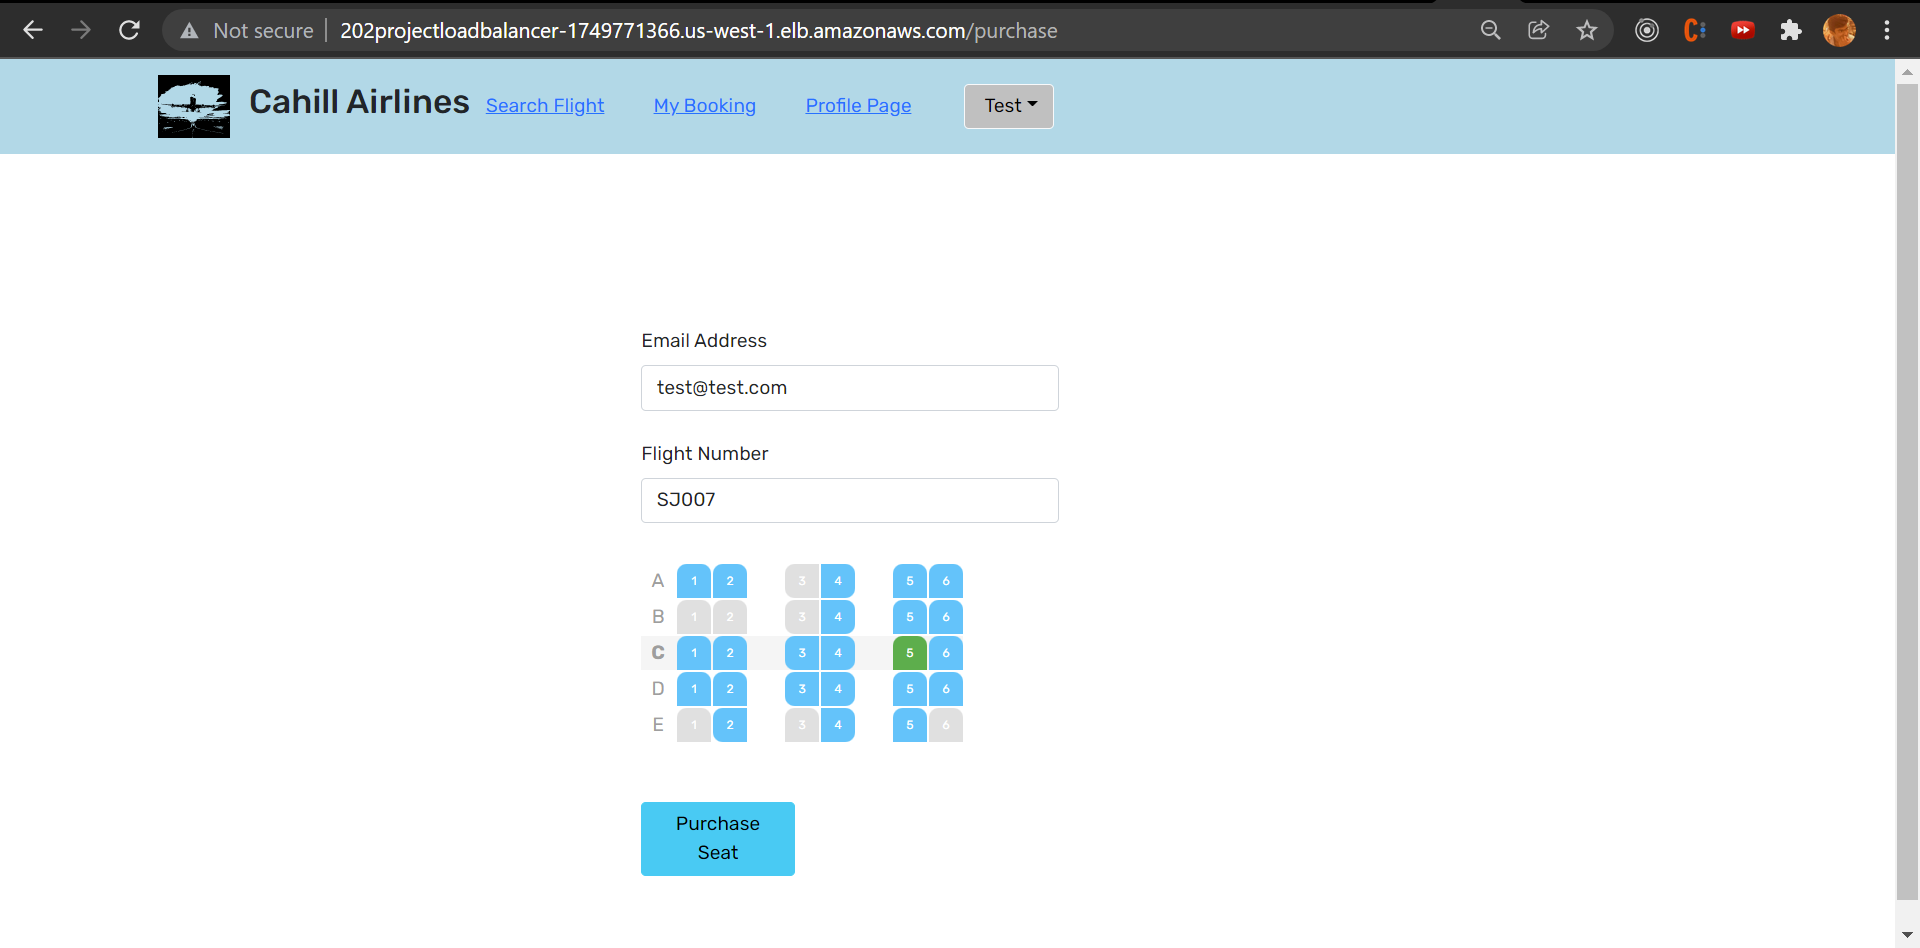 Not secure | 202projectloadbalancer-1749771366.us-west-1.elb.amazonaws.com/purchase
Cahill Airlines Search Flight My Booking Profile Page Test
Email Address
test@test.com
Flight Number
SJ007
A 1 2 3 4 5 6
B 1 2 3 4 5 6
C 1 2 3 4 5 6
D 1 2 3 4 5 6
E 1 2 3 4 5 6
Purchase
Seat